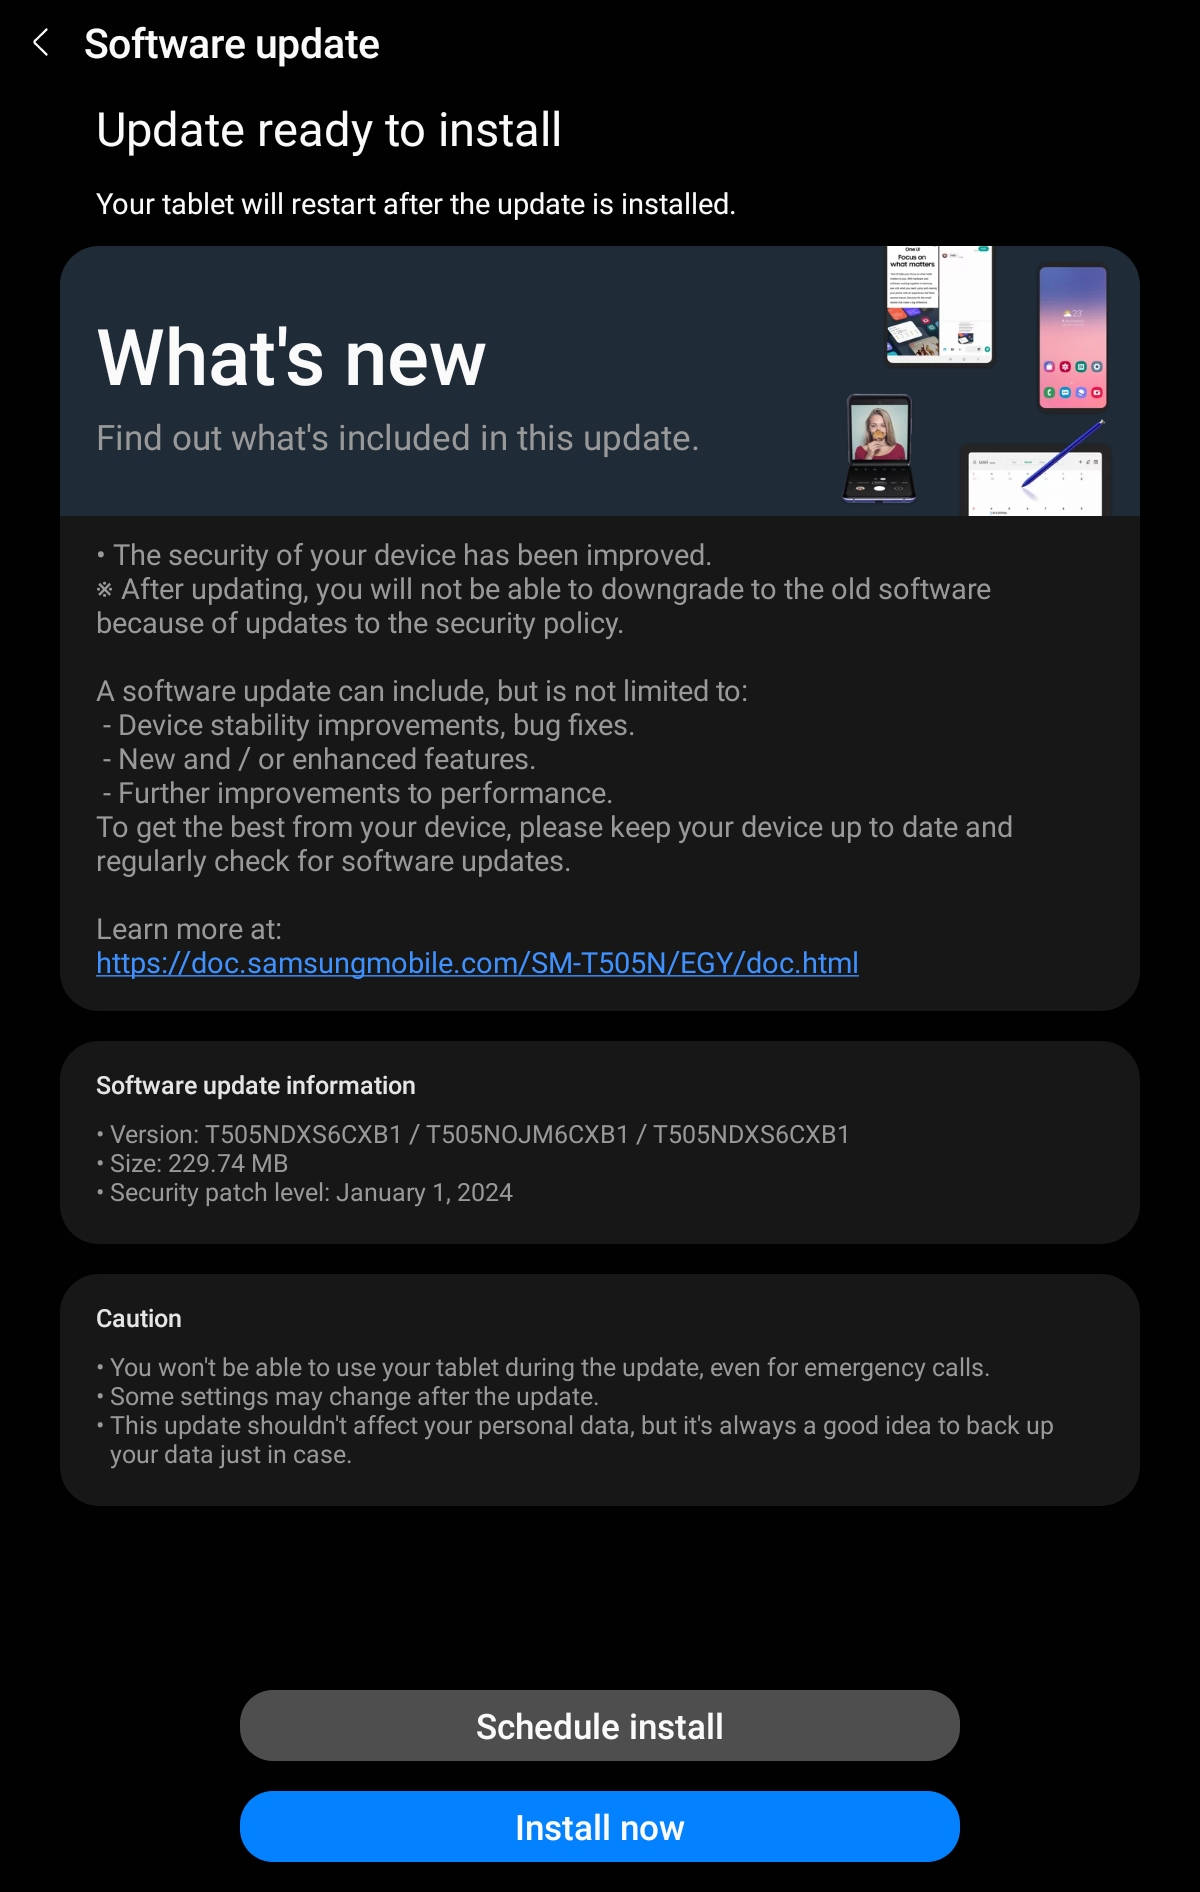 Software update
Update ready to install
Your tablet will restart after the update is installed.
One UI
Focus on
what matters
23°
What's new
Find out what's included in this update.
• The security of your device has been improved.
※ After updating, you will not be able to downgrade to the old software
because of updates to the security policy.
A software update can include, but is not limited to:
- Device stability improvements, bug fixes.
- New and / or enhanced features.
- Further improvements to performance.
To get the best from your device, please keep your device up to date and
regularly check for software updates.
Learn more at:
https://doc.samsungmobile.com/SM-T505N/EGY/doc.html
Software update information
• Version: T505NDXS6CXB1 / T505NOJM6CXB1 / T505NDXS6CXB1
• Size: 229.74 MB
• Security patch level: January 1, 2024
Caution
• You won't be able to use your tablet during the update, even for emergency calls.
• Some settings may change after the update.
• This update shouldn't affect your personal data, but it's always a good idea to back up
your data just in case.
Schedule install
Install now